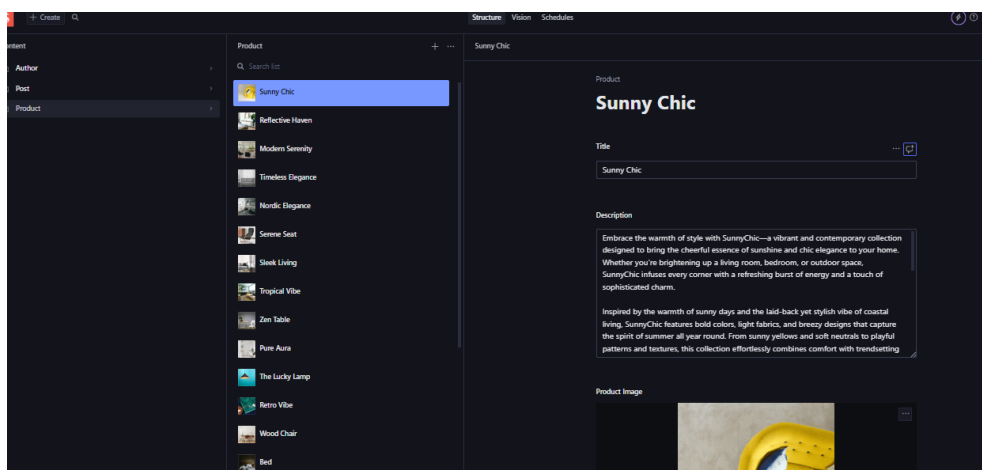 + Create
Structure Vision Schedules
ntent
Product
+ ...
Sunny Chic
Author
Post
Product
Search list
Sunny Chic
Reflective Haven
Modern Serenity
Timeless Elegance
Nordic Elegance
Serene Seat
Sleek Living
Tropical Vibe
Zen Table
Pure Aura
The Lucky Lamp
Retro Vibe
Wood Chair
Bed
Product
Sunny Chic
Title
Sunny Chic
Description
Embrace the warmth of style with SunnyChic—a vibrant and contemporary collection
designed to bring the cheerful essence of sunshine and chic elegance to your home.
Whether you're brightening up a living room, bedroom, or outdoor space,
SunnyChic infuses every corner with a refreshing burst of energy and a touch of
sophisticated charm.
Inspired by the warmth of sunny days and the laid-back yet stylish vibe of coastal
living, SunnyChic features bold colors, light fabrics, and breezy designs that capture
the spirit of summer all year round. From sunny yellows and soft neutrals to playful
patterns and textures, this collection effortlessly combines comfort with trendsetting
Product Image